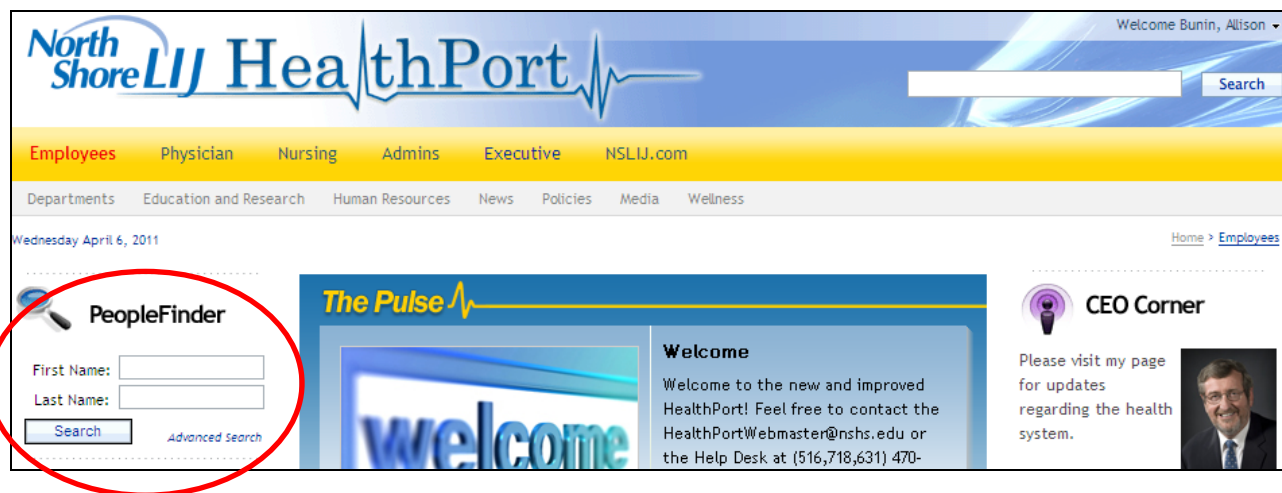 Welcome Bunin, Allison
North
Shore LIJ HealthPort
Search
Employees Physician Nursing Admins Executive NSLIJ.com
Departments Education and Research Human Resources News Policies Media Wellness
Wednesday April 6, 2011
Home > Employees
PeopleFinder
First Name:
Last Name:
Search Advanced Search
The Pulse
welcome
Welcome
Welcome to the new and improved
HealthPort! Feel free to contact the
HealthPortWebmaster@nshs.edu or
the Help Desk at (516,718,631) 470-
CEO Corner
Please visit my page
for updates
regarding the health
system.